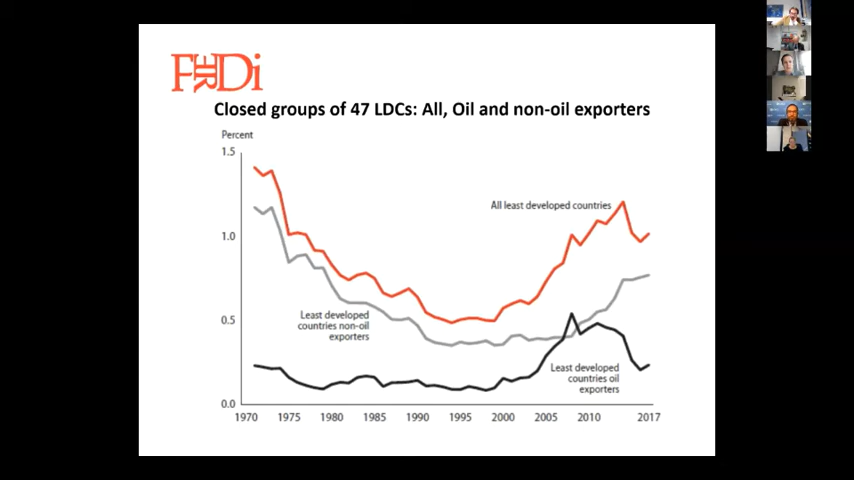 FERDi
Closed groups of 47 LDCs: All, Oil and non-oil exporters
Percent
1.5
All least developed countries
1.0
Least developed
countries non-oil
exporters
0.5
Least developed
countries oil
exporters
0.0
1970 1975 1980 1985 1990 1995 2000 2005 2010 2017